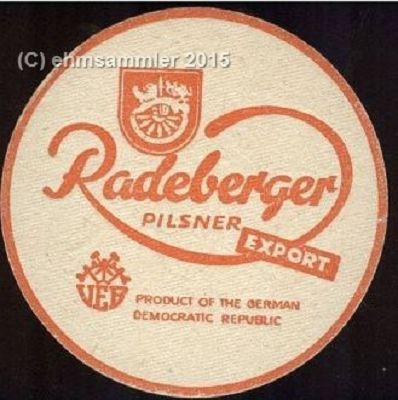 (C) ehmsammler 2015
Radeberger
PILSNER
EXPORT
VEB
PRODUCT OF THE GERMAN
DEMOCRATIC REPUBLIC